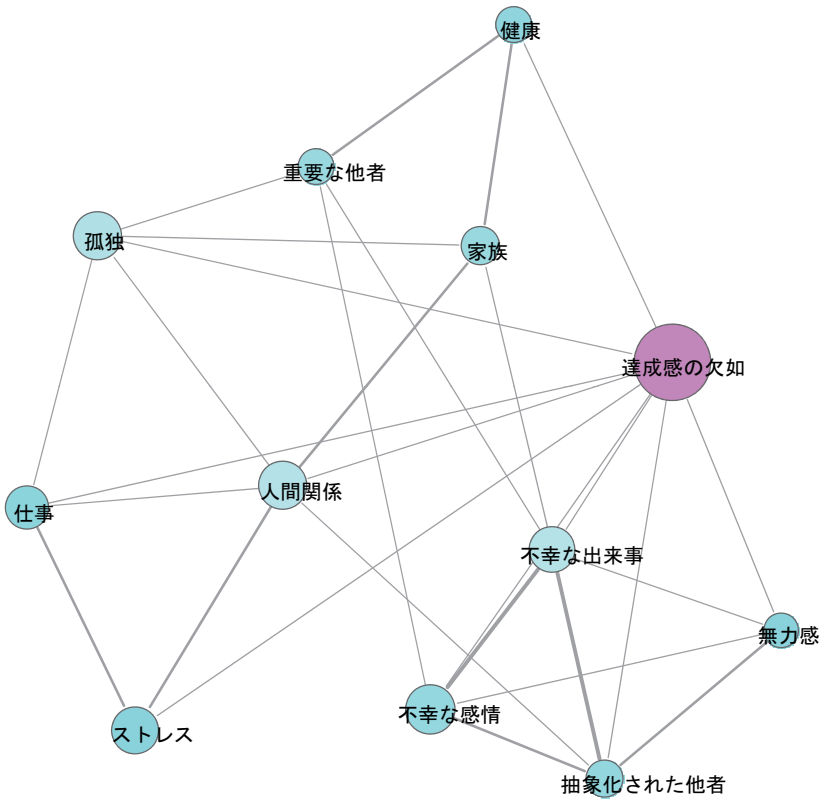 健康
重要な他者
孤独
家族
達成感の欠如
人間関係
仕事
不幸な出来事
無力感
不幸な感情
ストレス
抽象化された他者